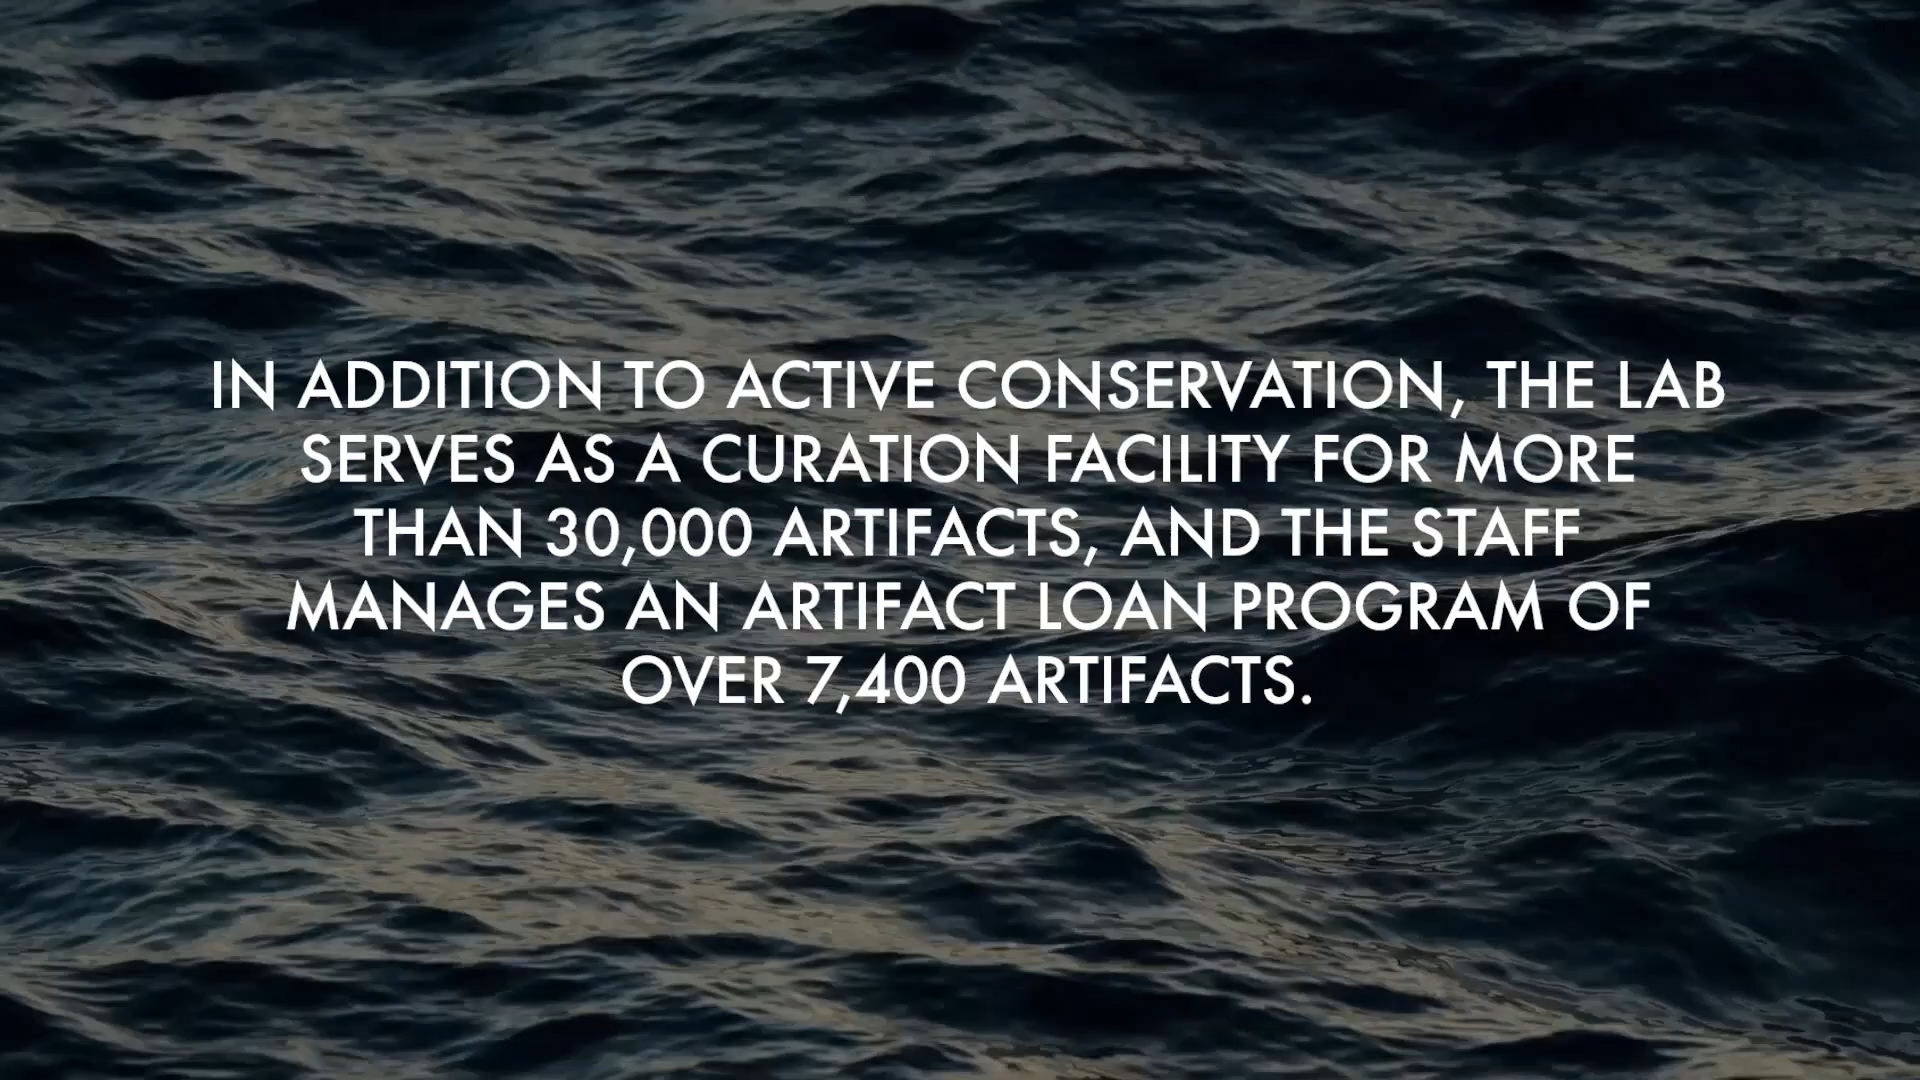 IN ADDITION TO ACTIVE CONSERVATION, THE LAB
SERVES AS A CURATION FACILITY FOR MORE
THAN 30,000 ARTIFACTS, AND THE STAFF
MANAGES AN ARTIFACT LOAN PROGRAM OF
OVER 7,400 ARTIFACTS.